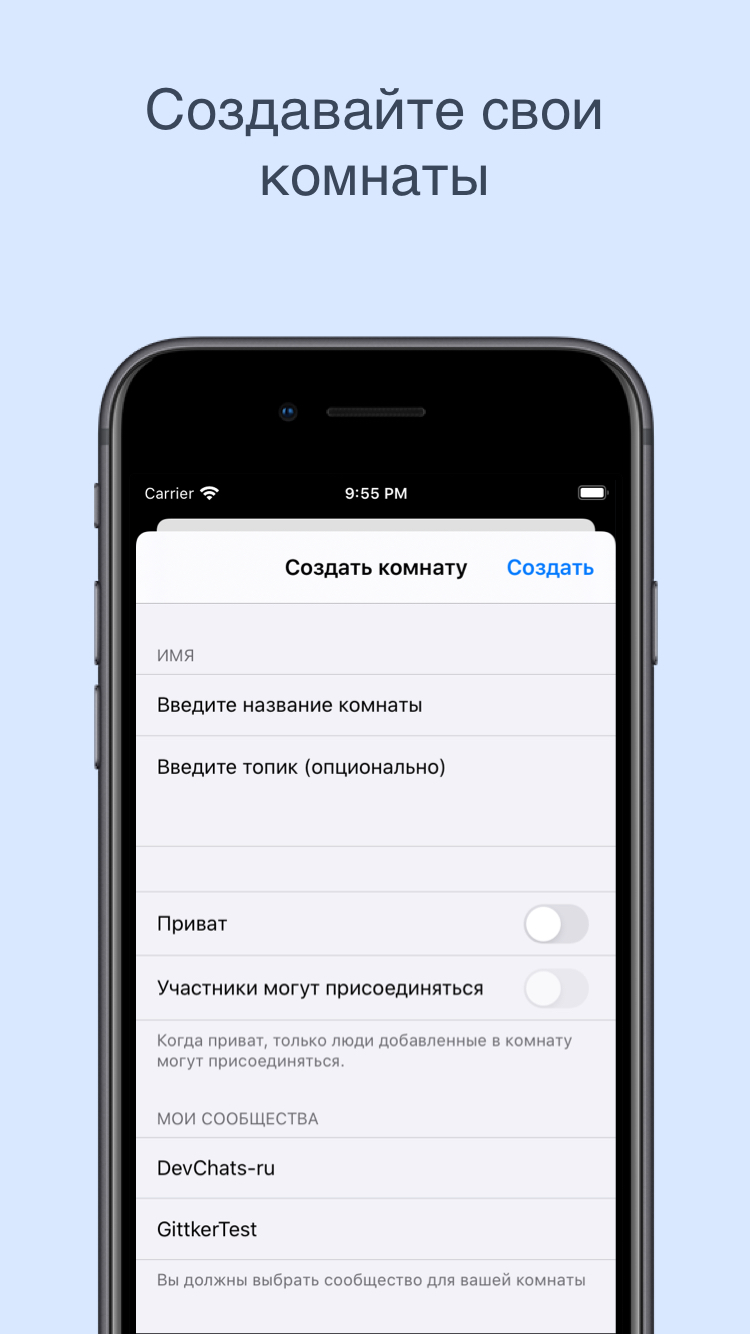 Создавайте свои
комнаты
Carrier 9:55 PM
Создать комнату Создать
ИМЯ
Введите название комнаты
Введите топик (опционально)
Приват
Участники могут присоединяться
Когда приват, только люди добавленные в комнату
могут присоединяться.
МОИ СООБЩЕСТВА
DevChats-ru
GittkerTest
Вы должны выбрать сообщество для вашей комнаты